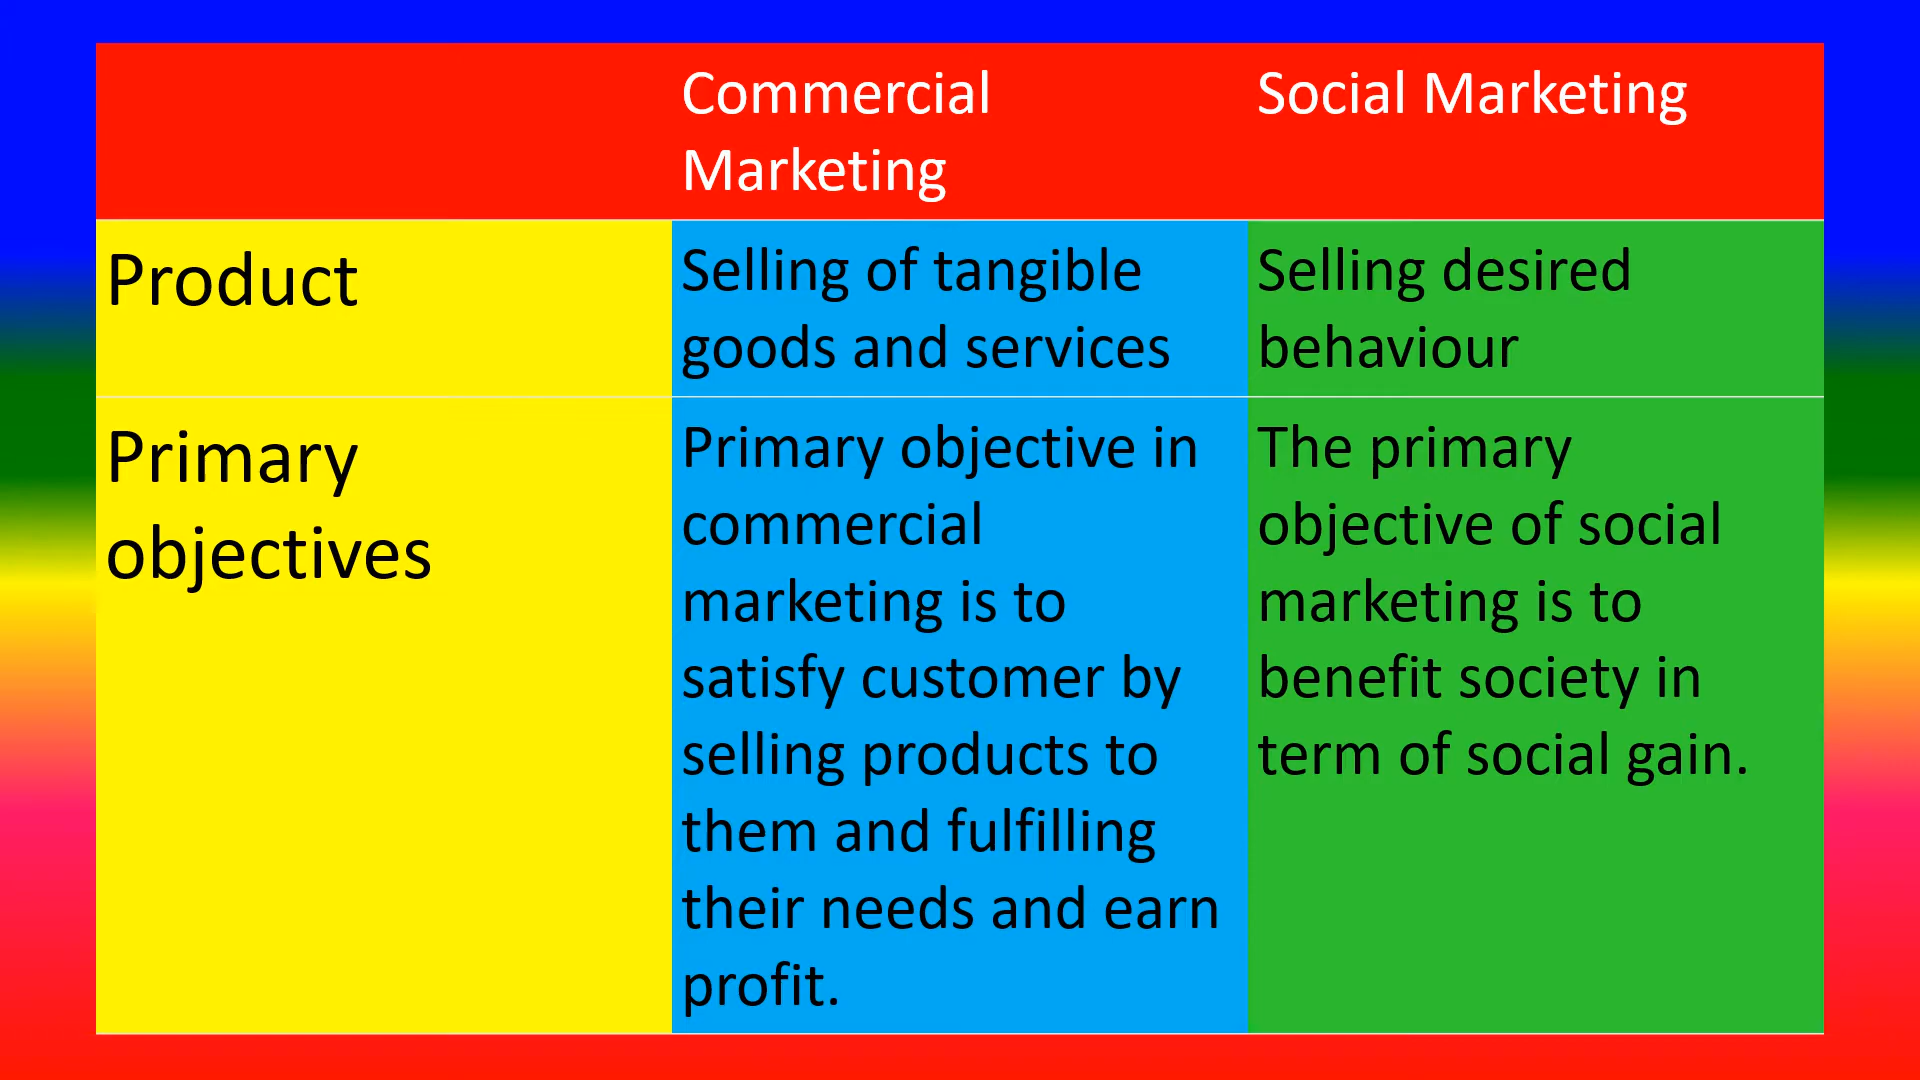 Commercial
Marketing
Social Marketing
Product
Selling of tangible
goods and services
Selling desired
behaviour
Primary
objectives
Primary objective in
commercial
marketing is to
satisfy customer by
selling products to
them and fulfilling
their needs and earn
profit.
The primary
objective of social
marketing is to
benefit society in
term of social gain.